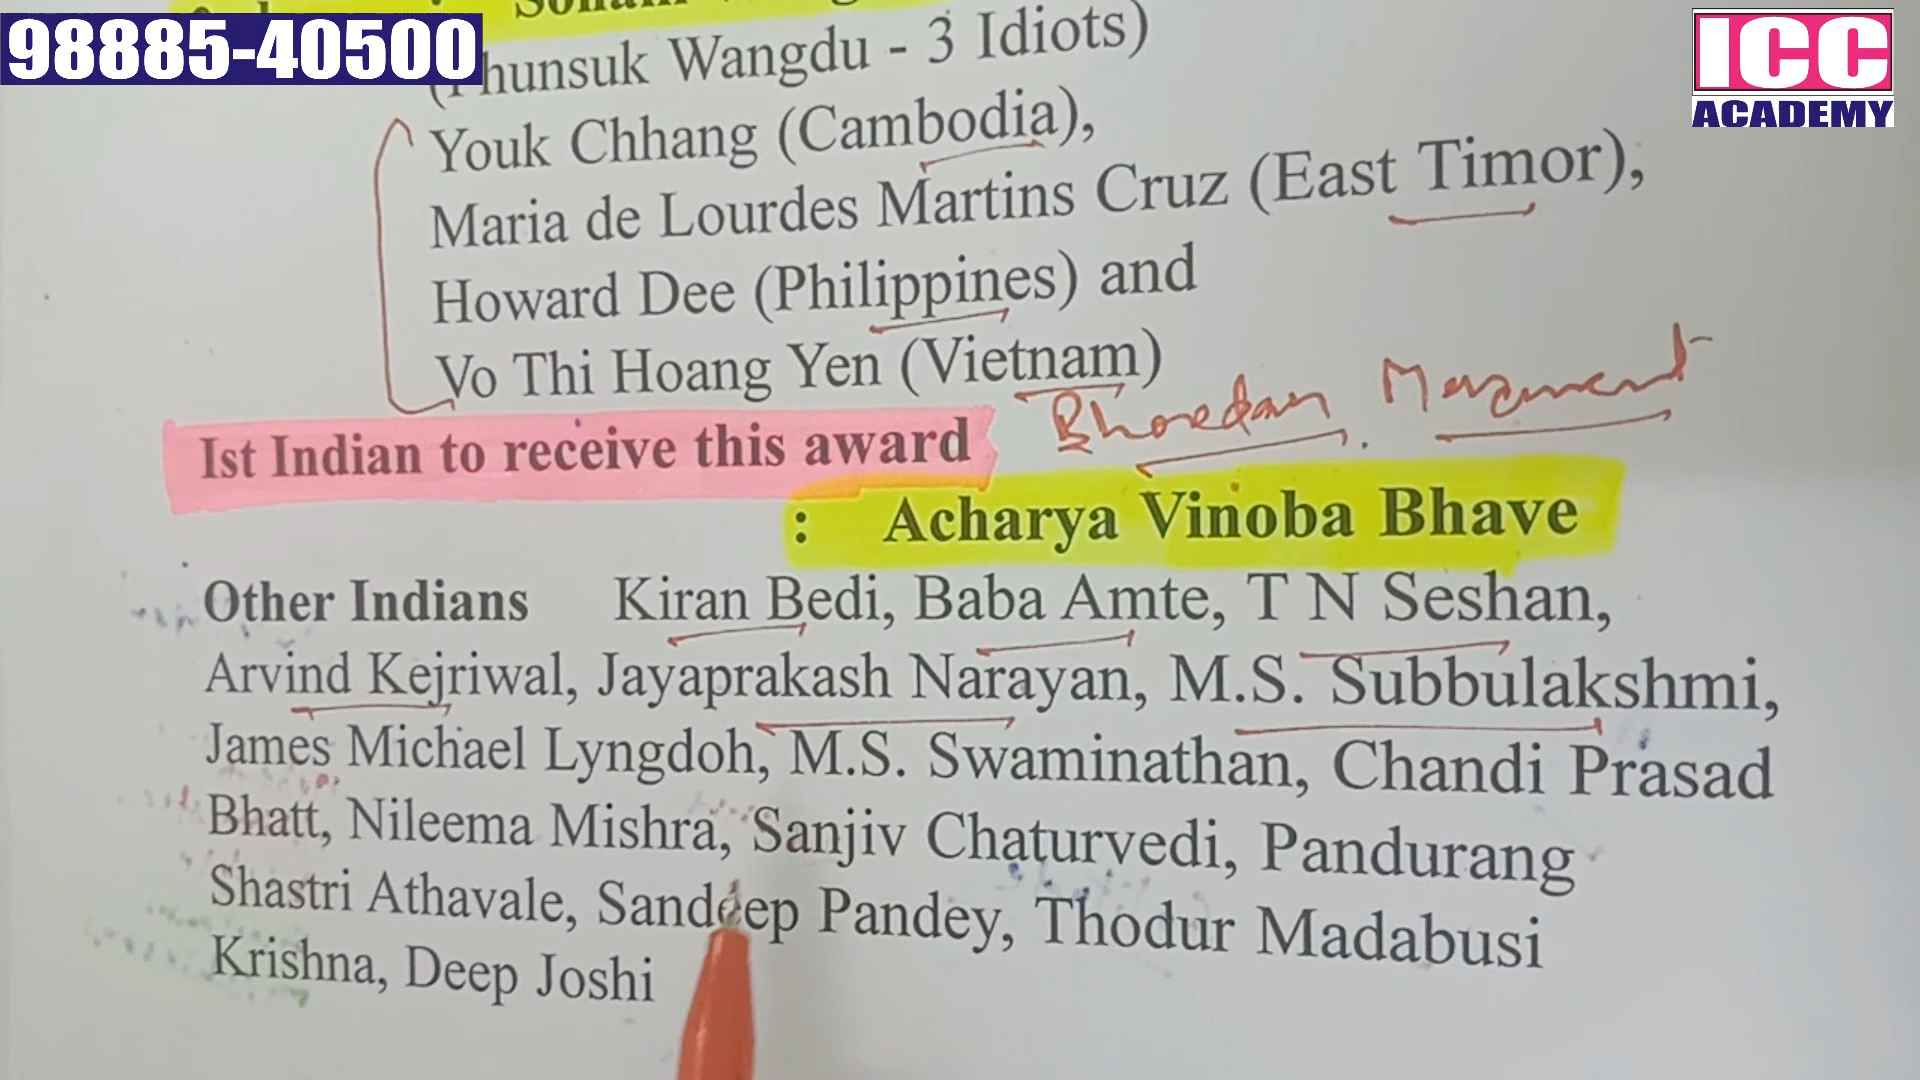 98885-40500
ICC
ACADEMY
hunsuk Wangdu - 3 Idiots)
Youk Chhang (Cambodia),
Maria de Lourdes Martins Cruz (East Timor),
Howard Dee (Philippines) and
Vo Thi Hoang Yen (Vietnam)
Bhoodan Movement
Ist Indian to receive this award
: Acharya Vinoba Bhave
Other Indians Kiran Bedi, Baba Amte, T N Seshan,
Arvind Kejriwal, Jayaprakash Narayan, M.S. Subbulakshmi,
James Michael Lyngdoh, M.S. Swaminathan, Chandi Prasad
Bhatt, Nileema Mishra, Sanjiv Chaturvedi, Pandurang
Shastri Athavale, Sandeep Pandey, Thodur Madabusi
Krishna, Deep Joshi